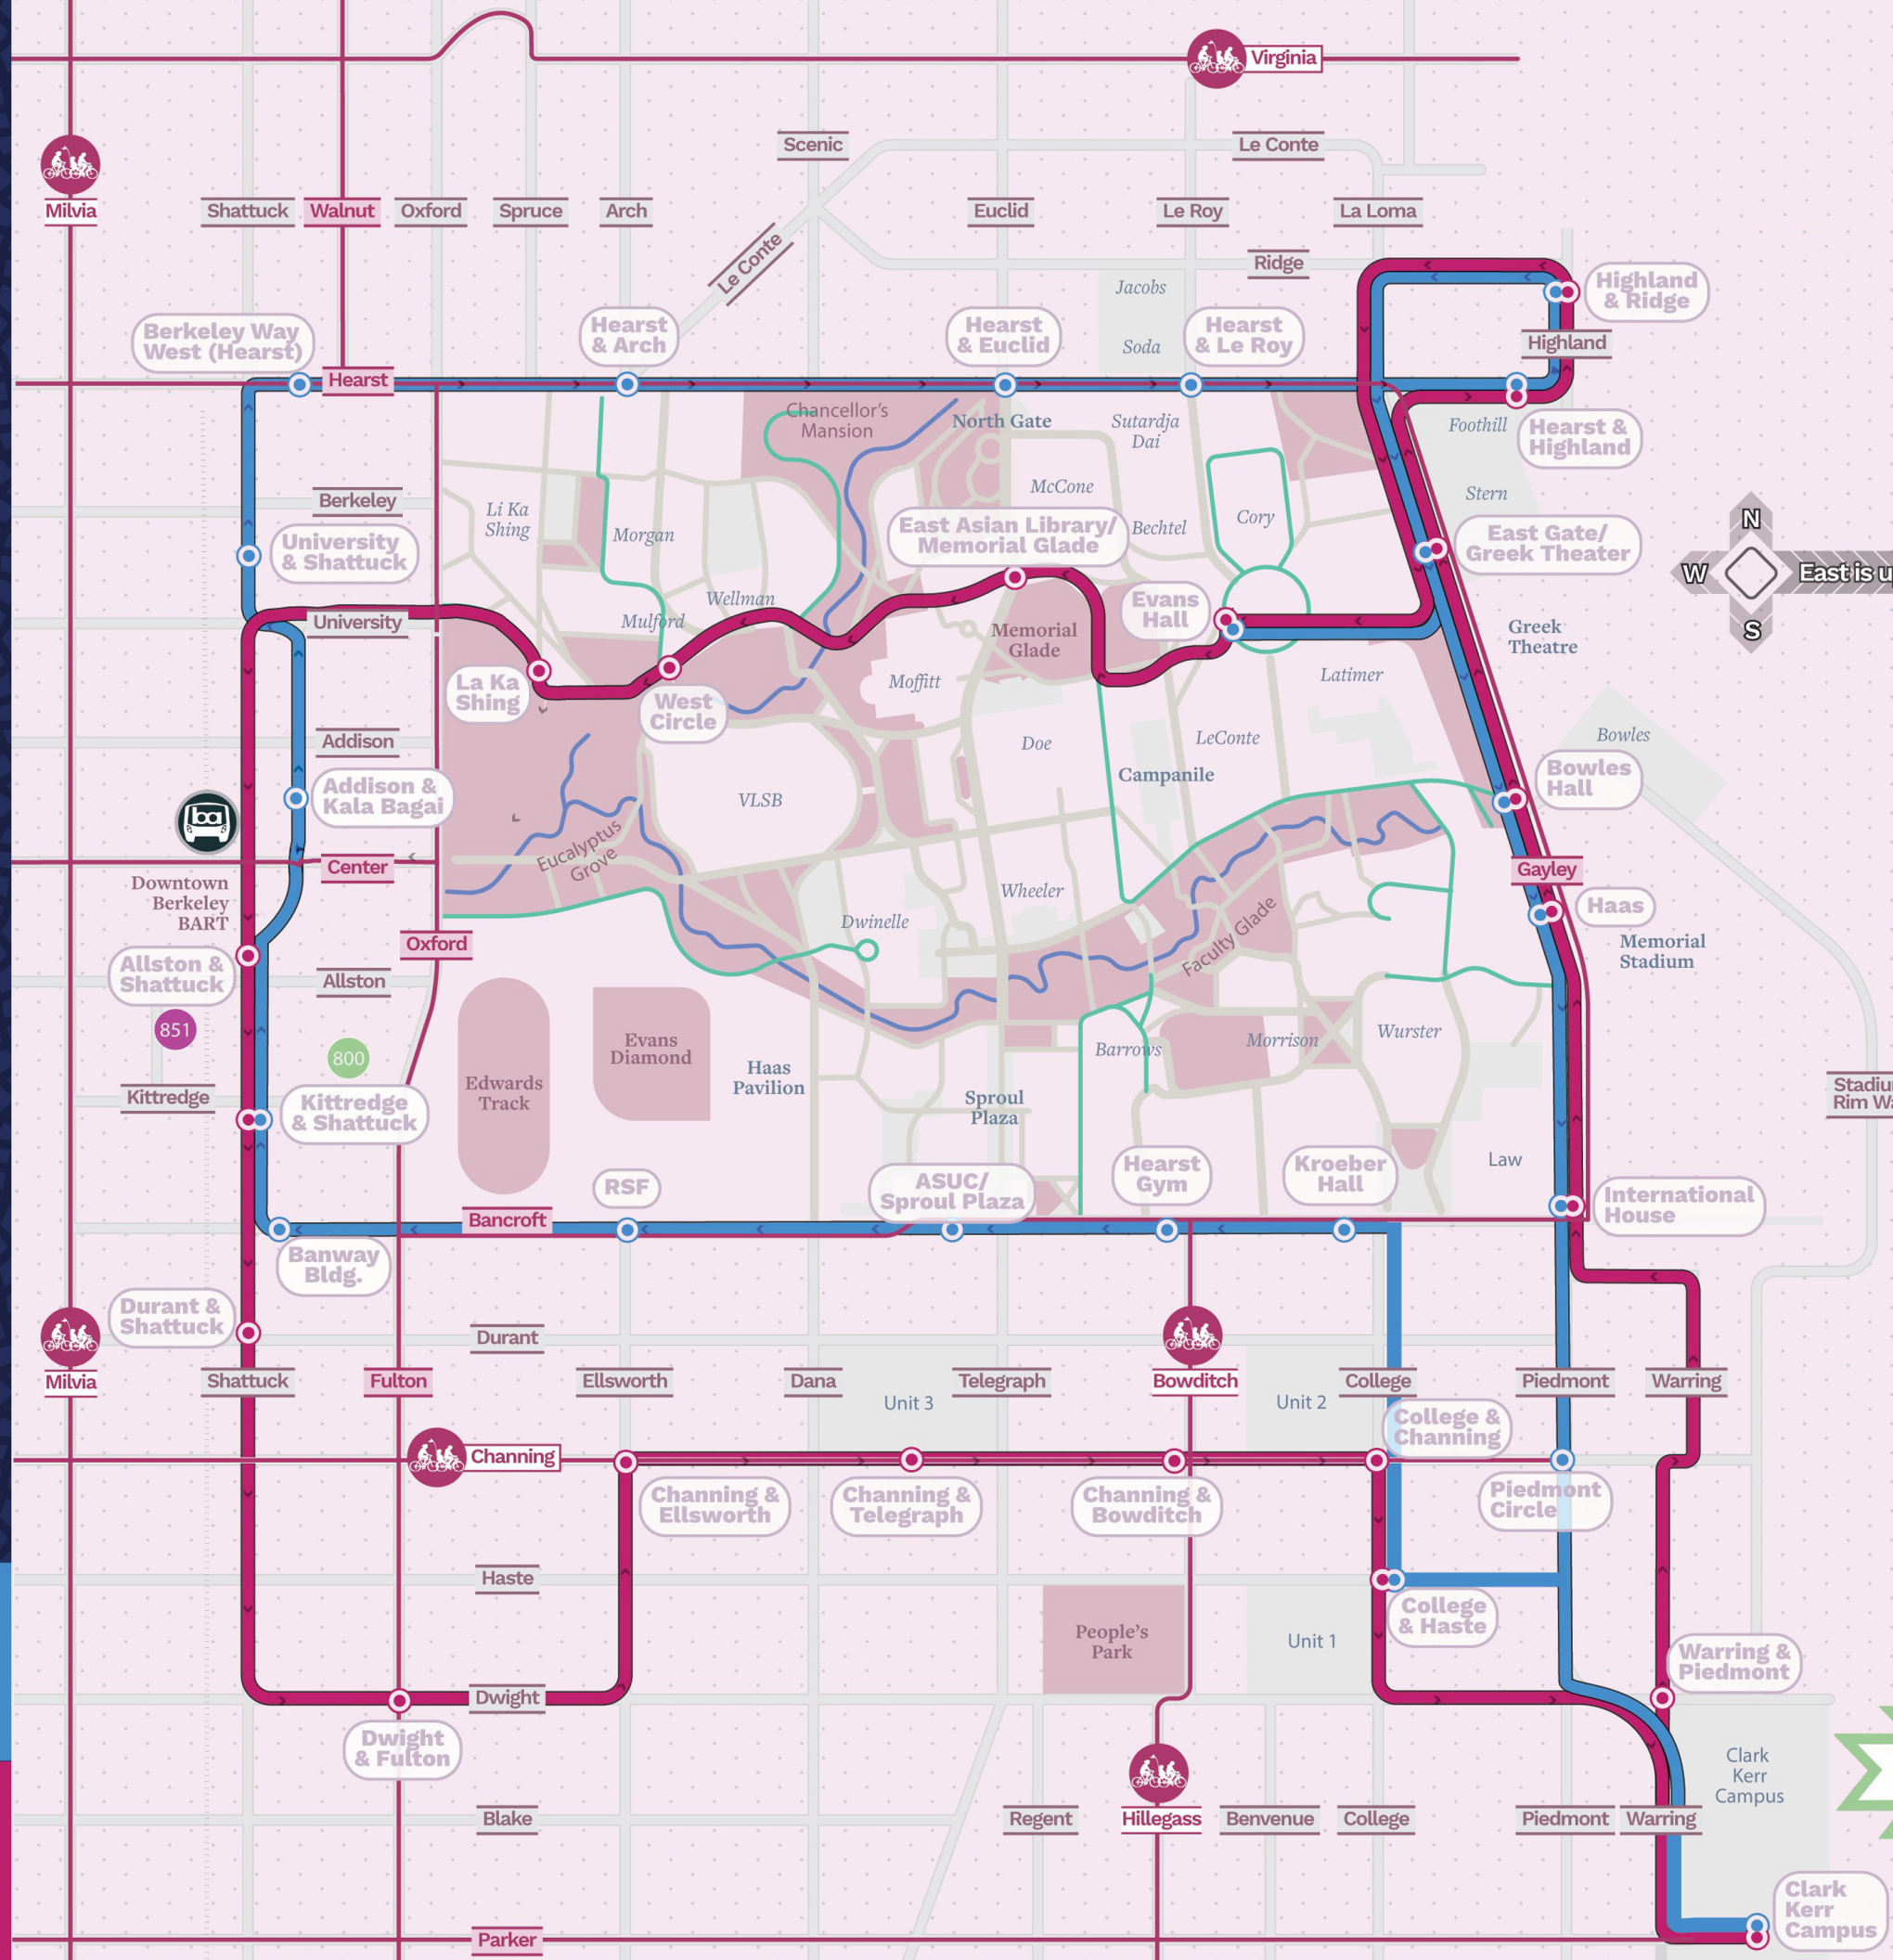 Virginia
Scenic
Le Conte
Milvia
Shattuck
Walnut
Oxford
Spruce
Arch
Euclid
Le Roy
La Loma
Le Conte
Ridge
Jacobs
Highland
& Ridge
Berkeley Way
West (Hearst)
Hearst
& Arch
Hearst
& Euclid
Soda
Hearst
& Le Roy
Highland
Hearst
Chancellor's
Mansion
North Gate
Sutardja
Dai
Foothill
Hearst &
Highland
Berkeley
Li Ka
Shing
Morgan
McCone
Stern
East Asian Library/
Memorial Glade
Bechtel
Cory
N
University
& Shattuck
East Gate/
Greek Theater
W
East is u
S
Wellman
Mulford
Evans
Hall
University
Memorial
Glade
Greek
Theatre
La Ka
Shing
West
Circle
Moffitt
Latimer
Addison
Doe
LeConte
Bowles
Addison &
Kala Bagai
VLSB
Campanile
Bowles
Hall
ba
Eucalyptus
Grove
Center
Gayley
Downtown
Berkeley
BART
Wheeler
Haas
Dwinelle
Faculty Glade
Oxford
Memorial
Stadium
Allston &
Shattuck
Allston
851
800
Evans
Diamond
Edwards
Track
Haas
Pavilion
Barrows
Morrison
Wurster
Kittredge
Kittredge
& Shattuck
Sproul
Plaza
Stadiu
Rim Wa
RSF
ASUC/
Sproul Plaza
Hearst
Gym
Kroeber
Hall
Law
International
House
Bancroft
Banway
Bldg.
Durant &
Shattuck
Durant
Milvia
Shattuck
Fulton
Ellsworth
Dana
Telegraph
Bowditch
College
Piedmont
Warring
Unit 3
Unit 2
College &
Channing
Channing
Channing &
Ellsworth
Channing &
Telegraph
Channing &
Bowditch
Piedmont
Circle
Haste
College
& Haste
People's
Park
Unit 1
Warring &
Piedmont
Dwight
Dwight
& Fulton
Clark
Kerr
Campus
Blake
Regent
Hillegass
Benvenue
College
Piedmont
Warring
Clark
Kerr
Campus
Parker